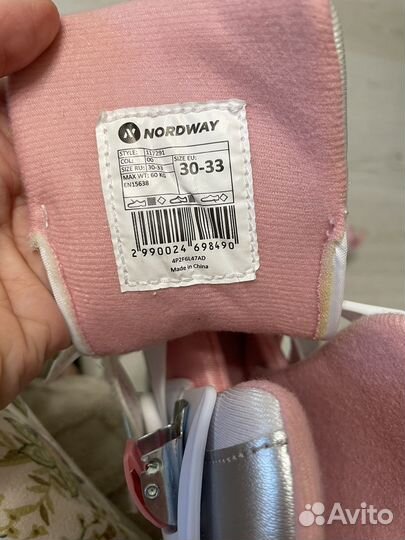 NORDWAY
STYLE: 117291
COL: 00
SIZE RU: 30-33
MAX WT: 60 KG
EN15638
SIZE EU:
30-33
2 990024 698490
4P2F6L47AD
Made in China
Avito